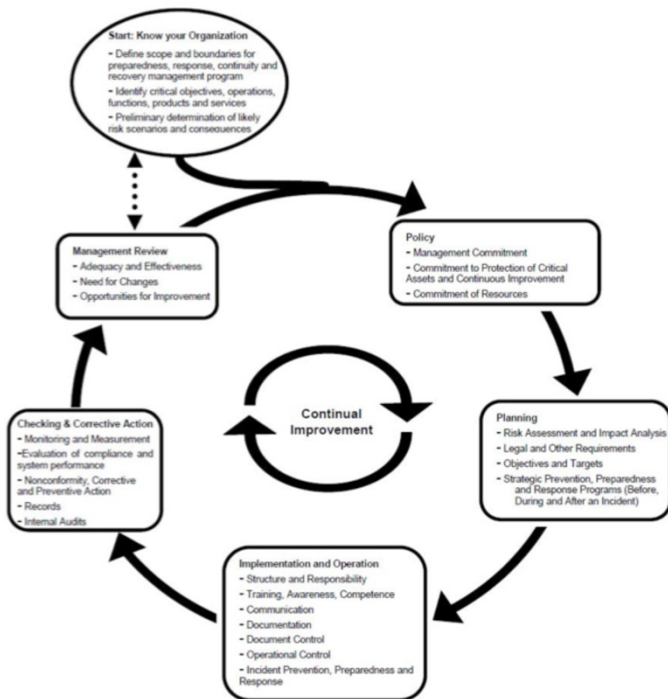 Start: Know your Organization
- Define scope and boundaries for
preparedness, response, continuity and
recovery management program
- Identify critical objectives, operations,
functions, products and services
- Preliminary determination of likely
risk scenarios and consequences
Policy
- Management Commitment
- Commitment to Protection of Critical
Assets and Continuous Improvement
- Commitment of Resources
Planning
- Risk Assessment and Impact Analysis
- Legal and Other Requirements
- Objectives and Targets
- Strategic Prevention, Preparedness
and Response Programs (Before,
During and After an Incident)
Implementation and Operation
- Structure and Responsibility
- Training, Awareness, Competence
- Communication
- Documentation
- Document Control
- Operational Control
- Incident Prevention, Preparedness and
Response
Checking & Corrective Action
- Monitoring and Measurement
-Evaluation of compliance and
system performance
- Nonconformity, Corrective
and Preventive Action
- Records
- Internal Audits
Management Review
- Adequacy and Effectiveness
- Need for Changes
- Opportunities for Improvement
Continual
Improvement